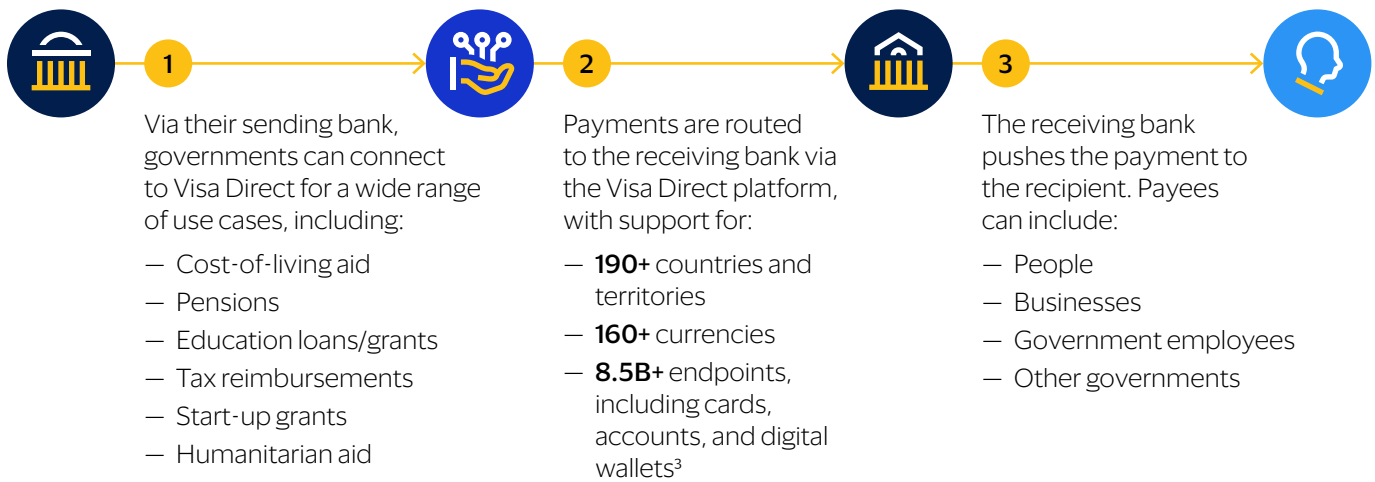 1
Via their sending bank,
governments can connect
to Visa Direct for a wide range
of use cases, including:
— Cost-of-living aid
— Pensions
— Education loans/grants
— Tax reimbursements
— Start-up grants
— Humanitarian aid
2
Payments are routed
to the receiving bank via
the Visa Direct platform,
with support for:
— 190+ countries and
territories
— 160+ currencies
— 8.5B+ endpoints,
including cards,
accounts, and digital
wallets³
3
The receiving bank
pushes the payment to
the recipient. Payees
can include:
— People
— Businesses
— Government employees
— Other governments